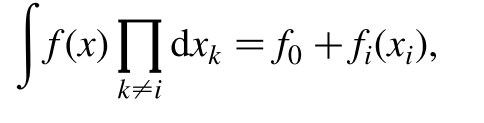 ∫ f(x) ∏_{k≠i} dx_k = f_0 + f_i(x_i),